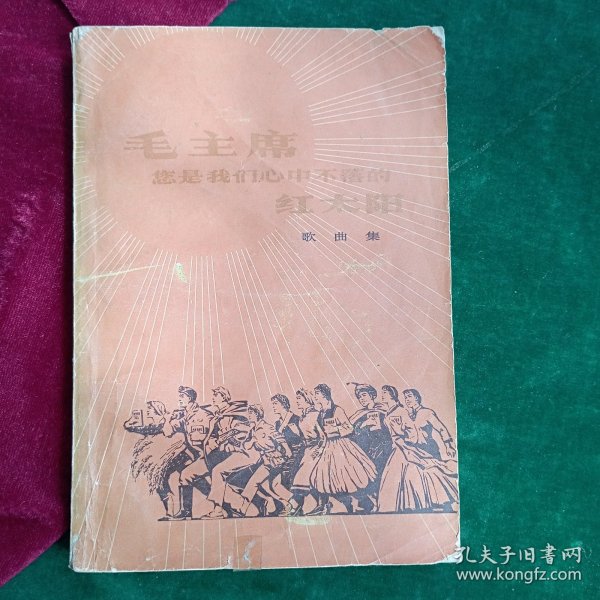 毛主席
您是我们心中不落的
红太阳
歌曲集
孔夫子旧书网
www.kongfz.com